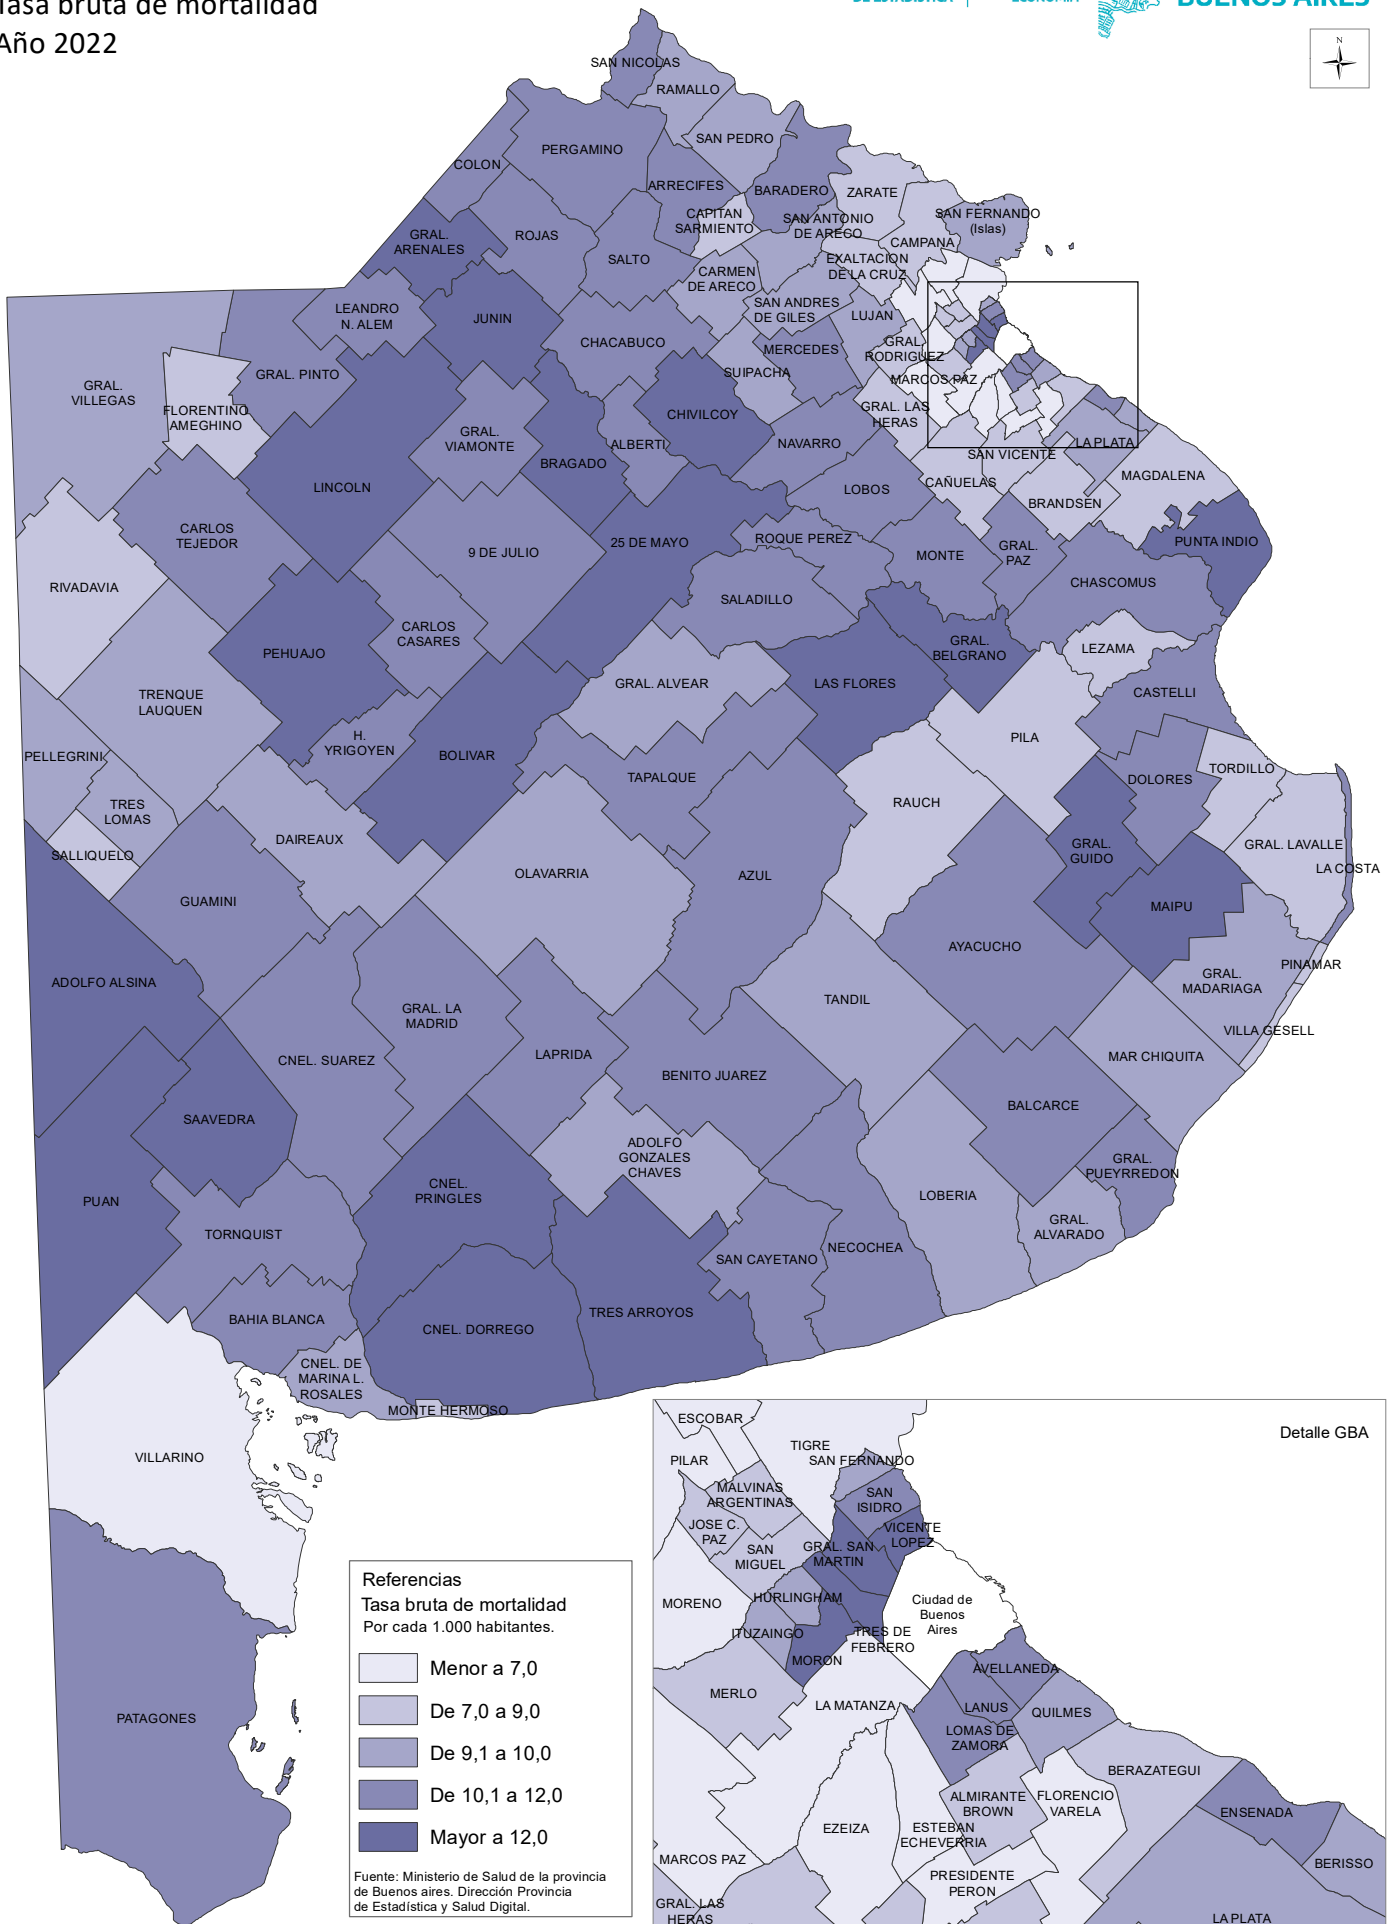 Tasa bruta de mortalidad
Año 2022
DE ESTADÍSTICA
ECONOMÍA
BUENOS AIRES
N
SAN NICOLAS
RAMALLO
SAN PEDRO
PERGAMINO
COLON
ARRECIFES
BARADERO
ZARATE
CAPITAN
SARMIENTO
SAN ANTONIO
DE ARECO
SAN FERNANDO
(Islas)
CAMPANA
GRAL.
ARENALES
ROJAS
SALTO
CARMEN
DE ARECO
EXALTACION
DE LA CRUZ
SAN ANDRES
DE GILES
LUJAN
LEANDRO
N. ALEM
JUNIN
CHACABUCO
MERCEDES
GRAL.
RODRIGUEZ
SUIPACHA
MARCOS PAZ
GRAL. PINTO
GRAL.
VILLEGAS
FLORENTINO
AMEGHINO
CHIVILCOY
GRAL. LAS
HERAS
GRAL.
VIAMONTE
ALBERTI
NAVARRO
LA PLATA
SAN VICENTE
BRAGADO
LINCOLN
LOBOS
CAÑUELAS
MAGDALENA
BRANDSEN
CARLOS
TEJEDOR
9 DE JULIO
25 DE MAYO
ROQUE PEREZ
MONTE
GRAL.
PAZ
PUNTA INDIO
RIVADAVIA
SALADILLO
CHASCOMUS
CARLOS
CASARES
PEHUAJO
GRAL.
BELGRANO
LEZAMA
TRENQUE
LAUQUEN
GRAL. ALVEAR
LAS FLORES
CASTELLI
H.
YRIGOYEN
PILA
PELLEGRINI
BOLIVAR
TAPALQUE
DOLORES
TORDILLO
TRES
LOMAS
RAUCH
DAIREAUX
SALLIQUELO
GRAL.
GUIDO
GRAL. LAVALLE
LA COSTA
OLAVARRIA
AZUL
GUAMINI
MAIPU
AYACUCHO
PINAMAR
ADOLFO ALSINA
GRAL.
MADARIAGA
TANDIL
GRAL. LA
MADRID
VILLA GESELL
LAPRIDA
MAR CHIQUITA
CNEL. SUAREZ
BENITO JUAREZ
BALCARCE
SAAVEDRA
ADOLFO
GONZALES
CHAVES
GRAL.
PUEYRREDON
PUAN
CNEL.
PRINGLES
LOBERIA
GRAL.
ALVARADO
TORNQUIST
NECOCHEA
SAN CAYETANO
BAHIA BLANCA
TRES ARROYOS
CNEL. DORREGO
CNEL. DE
MARINA L.
ROSALES
MONTE HERMOSO
VILLARINO
PATAGONES
Referencias
Tasa bruta de mortalidad
Por cada 1.000 habitantes.
Menor a 7,0
De 7,0 a 9,0
De 9,1 a 10,0
De 10,1 a 12,0
Mayor a 12,0
Fuente: Ministerio de Salud de la provincia
de Buenos aires. Dirección Provincia
de Estadística y Salud Digital.
Detalle GBA
ESCOBAR
TIGRE
SAN FERNANDO
PILAR
MALVINAS
ARGENTINAS
SAN
ISIDRO
JOSE C.
PAZ
VICENTE
LOPEZ
SAN
MIGUEL
GRAL. SAN
MARTIN
MORENO
HURLINGHAM
Ciudad de
Buenos
Aires
ITUZAINGO
TRES DE
FEBRERO
MORON
MERLO
AVELLANEDA
LA MATANZA
LANUS
QUILMES
LOMAS DE
ZAMORA
BERAZATEGUI
ALMIRANTE
BROWN
FLORENCIO
VARELA
ENSENADA
EZEIZA
ESTEBAN
ECHEVERRIA
MARCOS PAZ
BERISSO
PRESIDENTE
PERON
GRAL. LAS
HERAS
LA PLATA